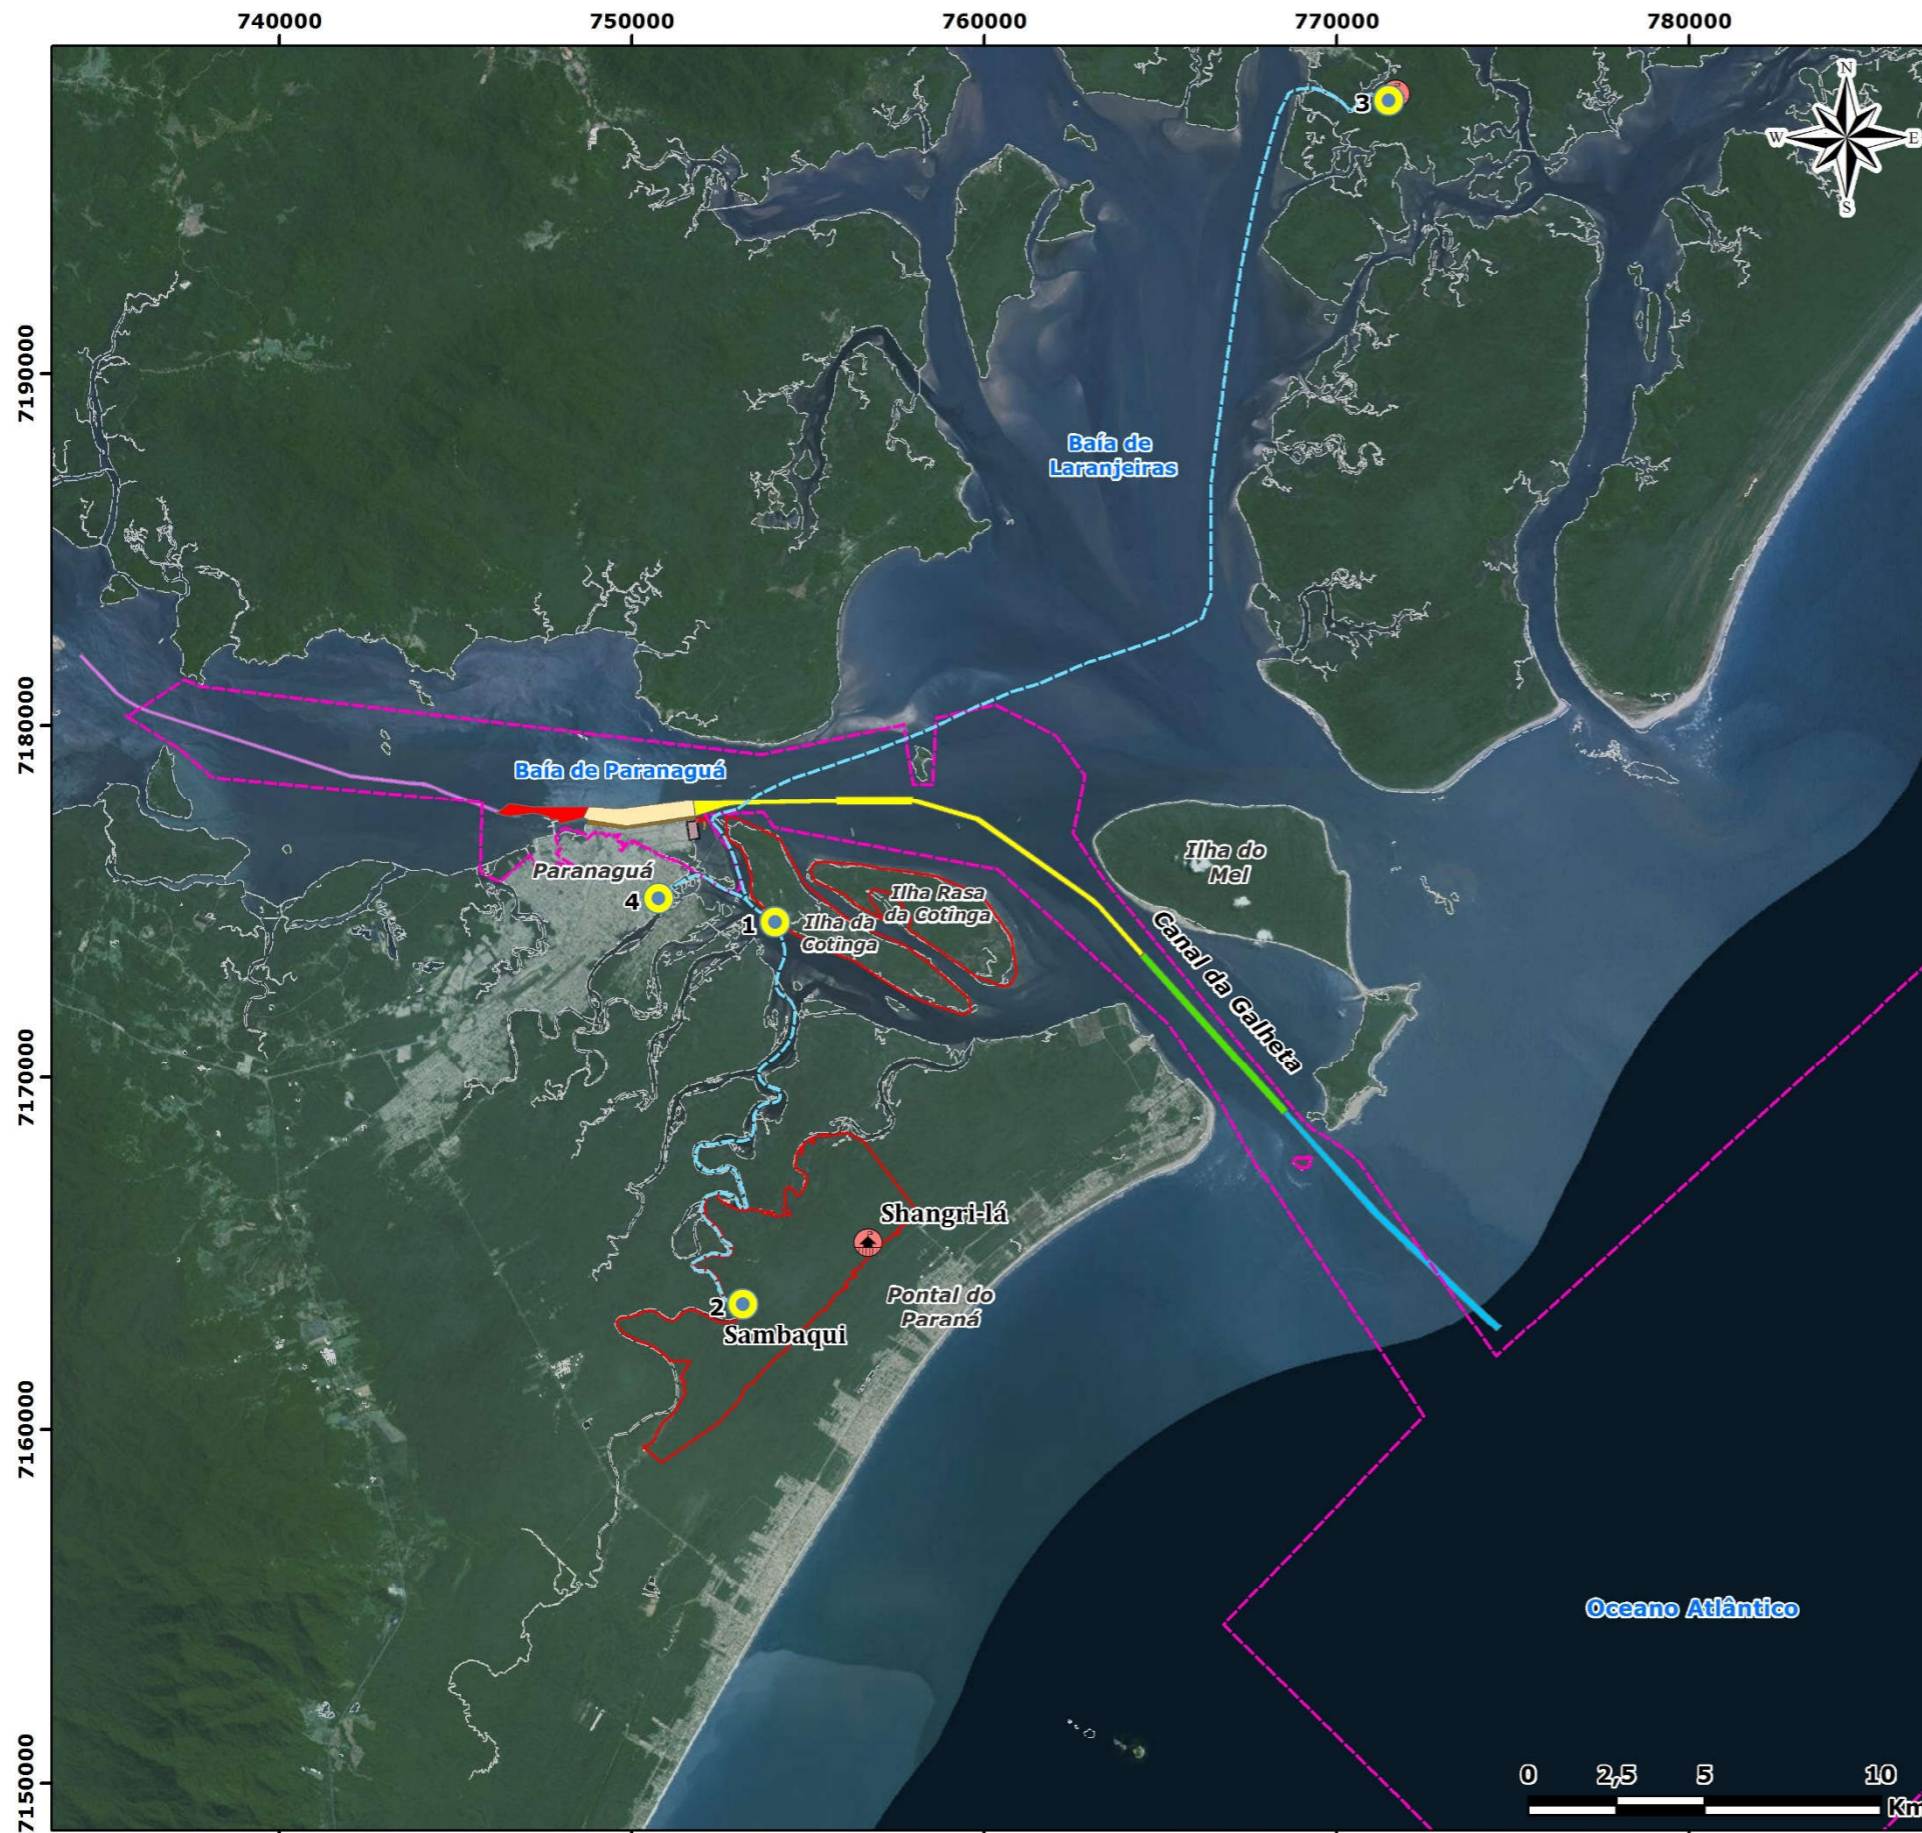 740000
750000
760000
770000
780000
N
W
E
S
3
7190000
Baía de
Laranjeiras
7180000
Baía de Paranaguá
Ilha do
Mel
Paranaguá
4
1
Ilha Rasa
da Cotinga
Ilha da
Cotinga
Canal da Galheta
7170000
Shangri-lá
2
Sambaqui
Pontal do
Paraná
7160000
Oceano Atlântico
7150000
0
2,5
5
10
Km